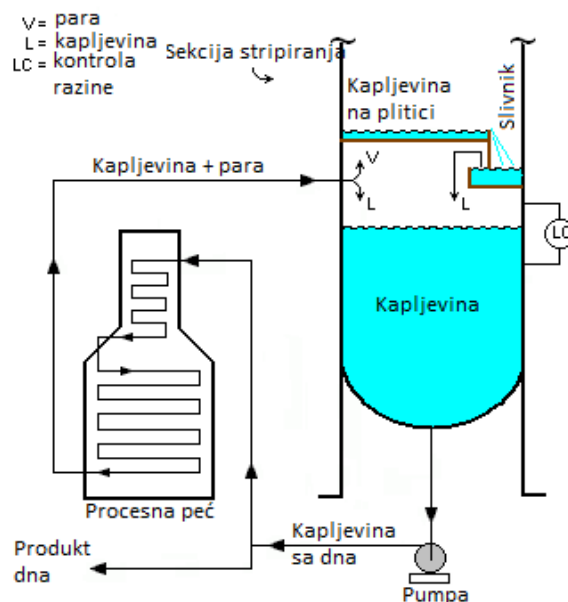 V= para
L = kapljevina
LC = kontrola
razine
Sekcija stripiranja
Kapljevina
na plitici
Slivnik
Kapljevina + para
V
L
L
LC
Kapljevina
Procesna peć
Produkt
dna
Kapljevina
sa dna
Pumpa